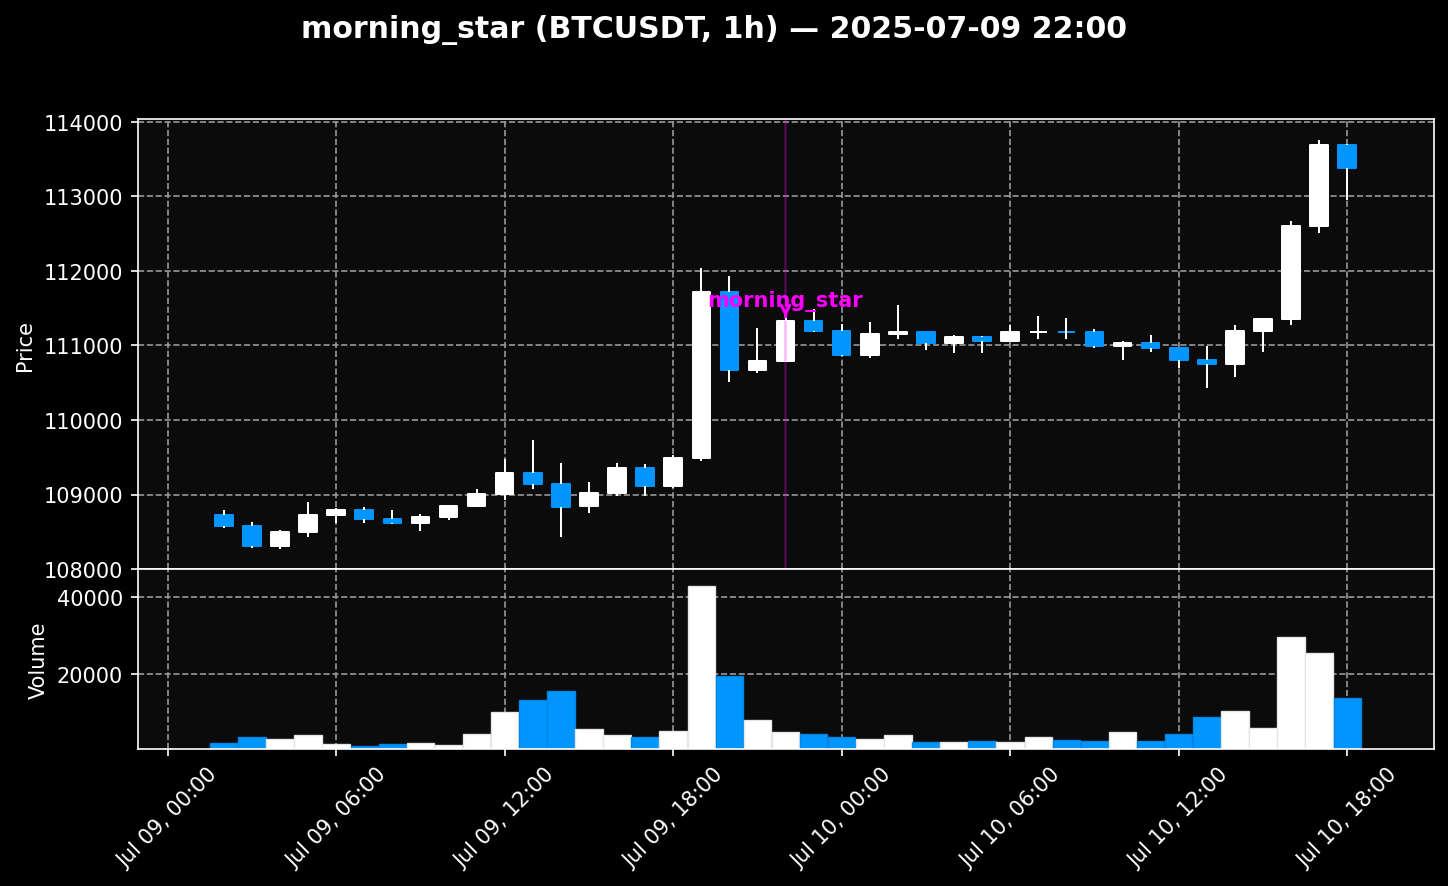 morning_star (BTCUSDT, 1h) — 2025-07-09 22:00
114000
113000
112000
111000
110000
109000
108000
Price
morning_star
40000
20000
Volume
Jul 09, 00:00
Jul 09, 06:00
Jul 09, 12:00
Jul 09, 18:00
Jul 10, 00:00
Jul 10, 06:00
Jul 10, 12:00
Jul 10, 18:00